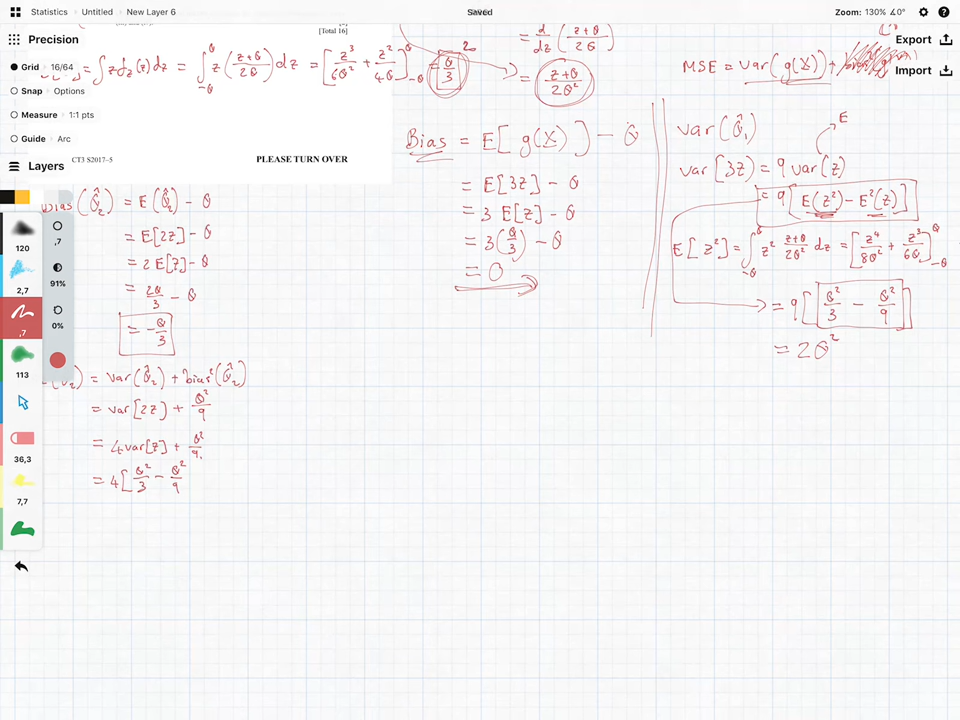 Statistics Untitled New Layer 6 Saved Zoom: 130% ∡0°
Precision
Grid 16/64
Snap Options
Measure 1:1 pts
Guide Arc
Layers
Export
Import
[Total 16]
CT3 S2017–5 PLEASE TURN OVER
120
2,7
,7
113
36,3
7,7
,7
91%
0%
= ∫ z f_z(z) dz = ∫_{-θ}^{θ} z ( (z+θ)/2θ² ) dz = [ z³/6θ² + z²/4θ ]_{-θ}^{θ} = θ/3
= d/dz ( (z+θ)/2θ )²
= (z+θ)/2θ²
Bias = E[g(X)] - θ
= E[3z] - θ
= 3 E[z] - θ
= 3(θ/3) - θ
= 0
MSE = var(g(X)) +
var(θ̂₁)
var[3z] = 9 var(z)
= 9[E(z²) - E²(z)]
E[z²] = ∫_{-θ}^{θ} z² (z+θ)/2θ² dz = [ z⁴/8θ² + z³/6θ ]_{-θ}^{θ}
= 9[ θ²/3 - θ²/9 ]
= 2θ²
Bias(θ̂₂) = E(θ̂₂) - θ
= E[2z] - θ
= 2 E[z] - θ
= 2θ/3 - θ
= -θ/3
= var(θ̂₂) + bias²(θ̂₂)
= var[2z] + θ²/9
= 4var[z] + θ²/9
= 4[ θ²/3 - θ²/9